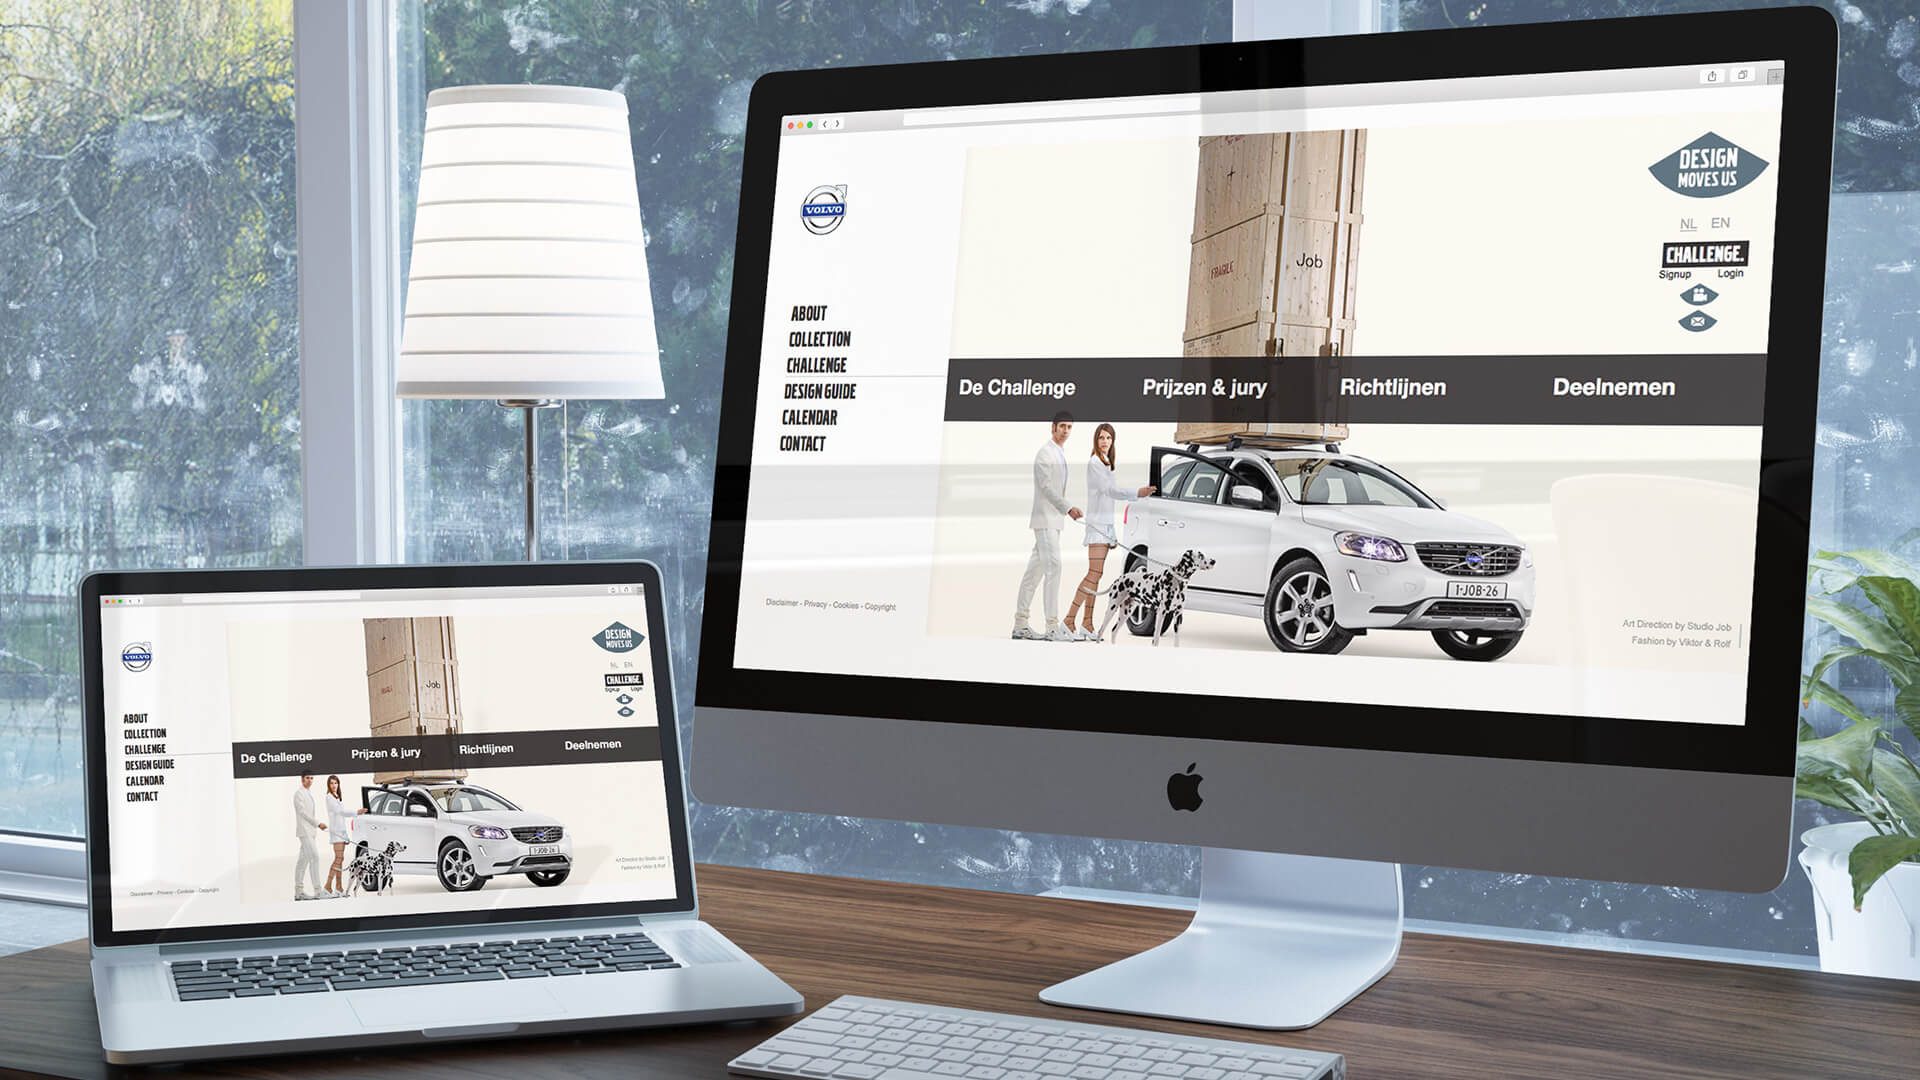 VOLVO
ABOUT
COLLECTION
CHALLENGE
DESIGN GUIDE
CALENDAR
CONTACT
Disclaimer - Privacy - Cookies - Copyright
FRAGILE
Job
De Challenge Prijzen & jury Richtlijnen Deelnemen
1-JOB-26
DESIGN
MOVES US
NL EN
CHALLENGE.
Signup Login
Art Direction by Studio Job
Fashion by Viktor & Rolf
VOLVO
ABOUT
COLLECTION
CHALLENGE
DESIGN GUIDE
CALENDAR
CONTACT
Disclaimer - Privacy - Cookies - Copyright
FRAGILE
Job
De Challenge Prijzen & jury Richtlijnen Deelnemen
1-JOB-26
DESIGN
MOVES US
NL EN
CHALLENGE.
Signup Login
Art Direction by Studio Job
Fashion by Viktor & Rolf